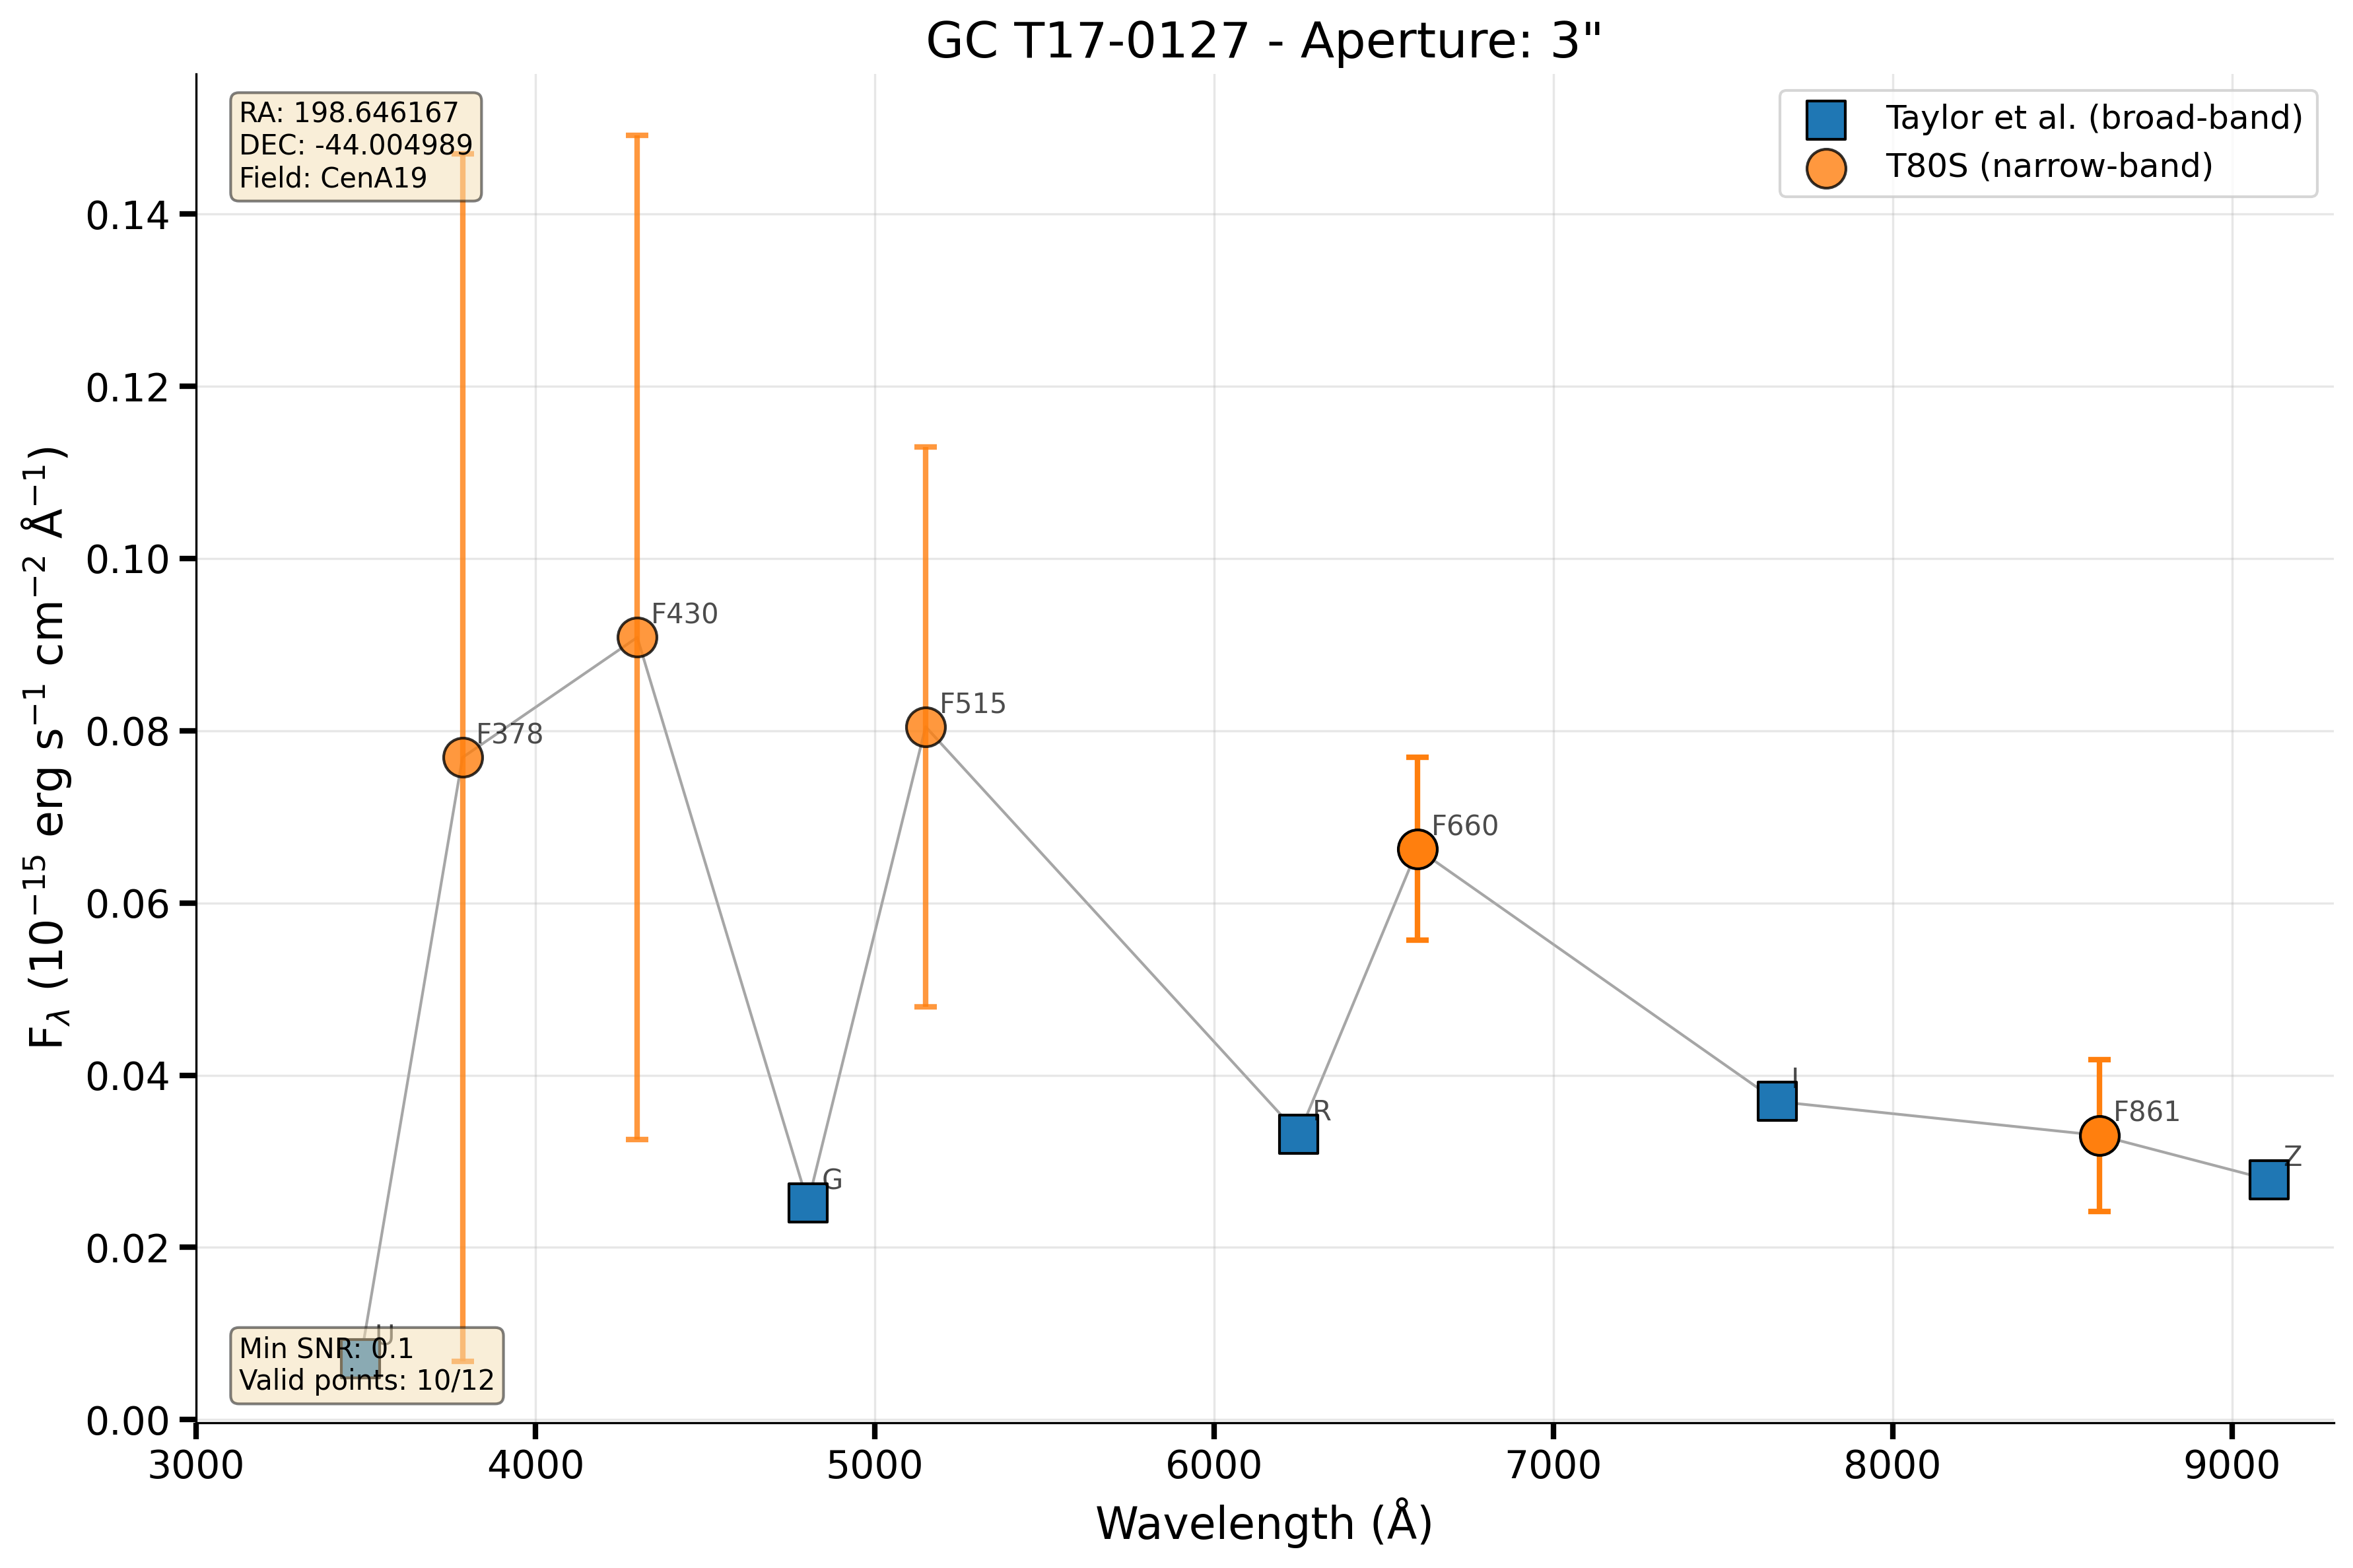 GC T17-0127 - Aperture: 3"
RA: 198.646167
DEC: -44.004989
Field: CenA19
Taylor et al. (broad-band)
T80S (narrow-band)
0.14
0.12
0.10
0.08
0.06
0.04
0.02
0.00
F430
F378
F515
F660
I
F861
R
Z
G
U
Min SNR: 0.1
Valid points: 10/12
3000 4000 5000 6000 7000 8000 9000
Wavelength (Å)
Fλ (10⁻¹⁵ erg s⁻¹ cm⁻² Å⁻¹)